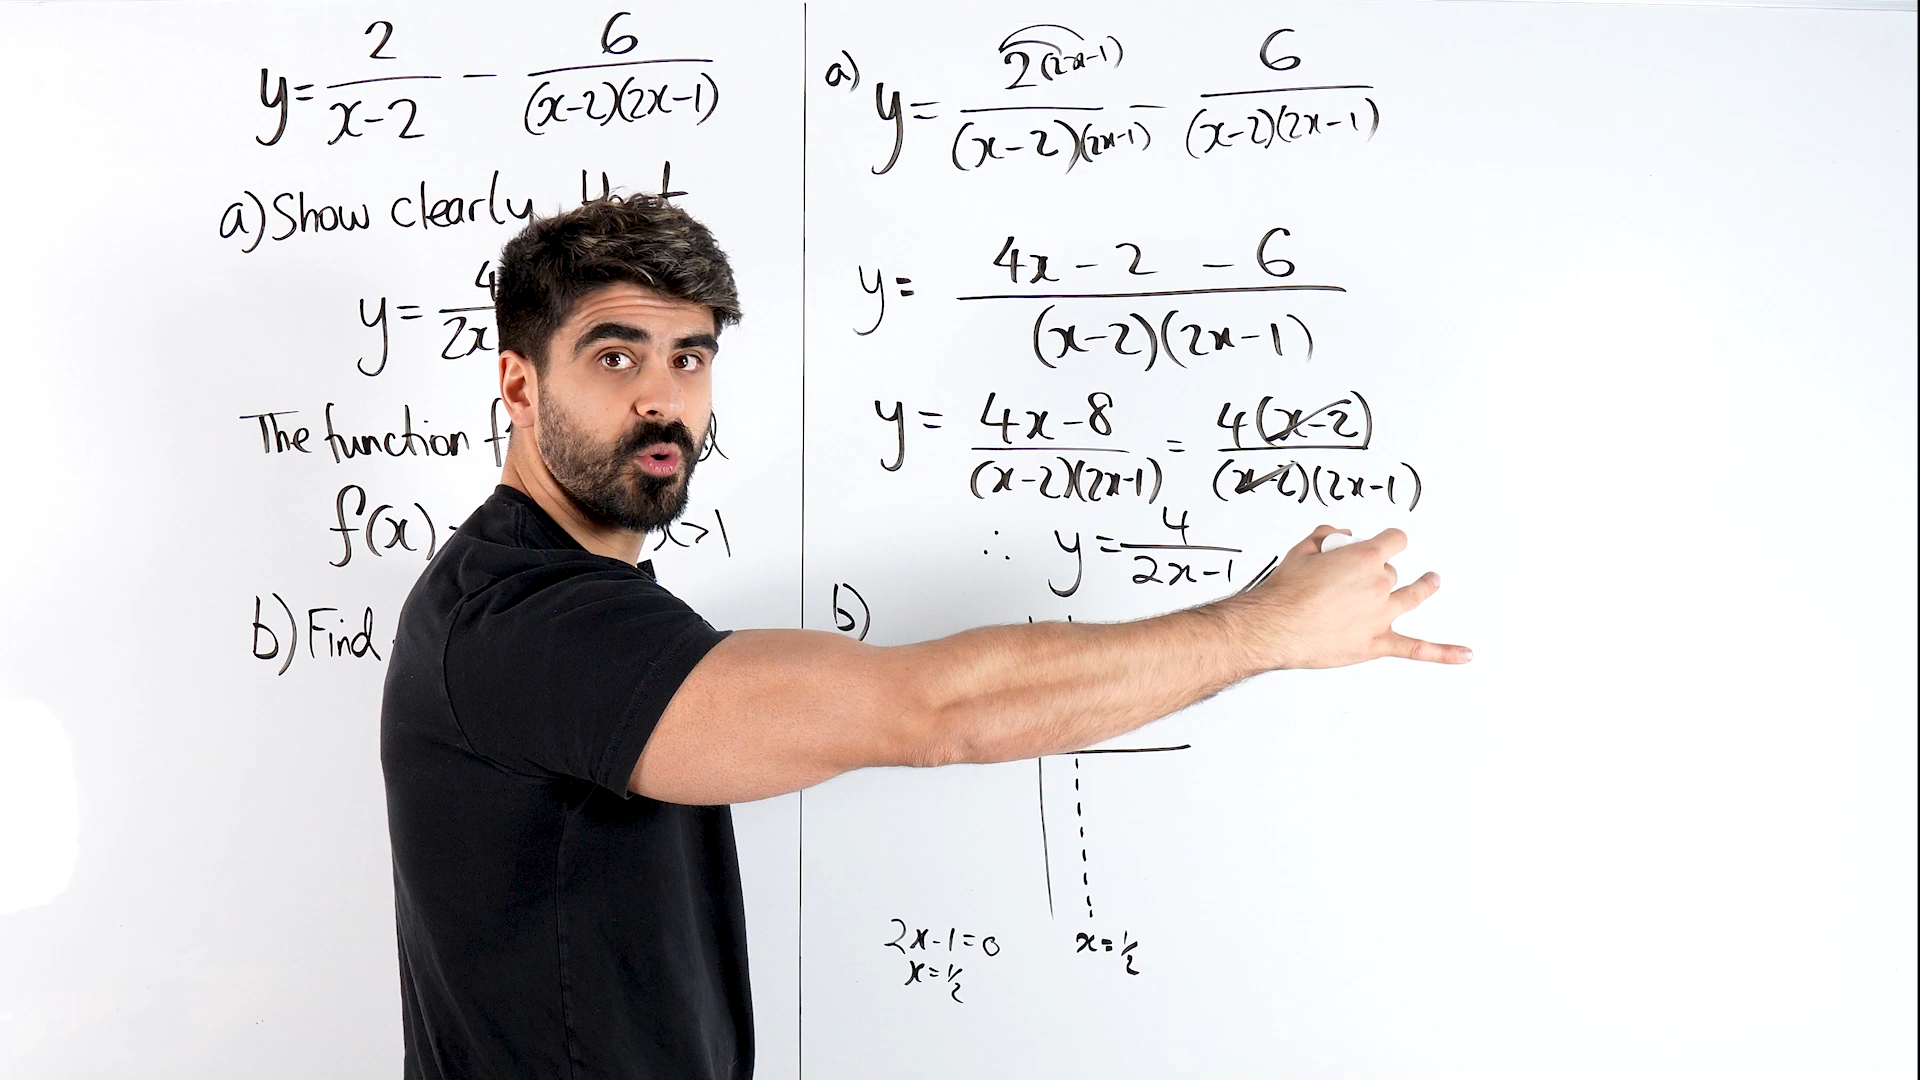 y = 2/(x-2) - 6/((x-2)(2x-1))
a) Show clearly that
y = 4/2x
The function
f(x) x>1
b) Find
a) y = 2(2x-1)/((x-2)(2x-1)) - 6/((x-2)(2x-1))
y = (4x - 2 - 6)/((x-2)(2x-1))
y = (4x-8)/((x-2)(2x-1)) = 4(x-2)/((x-2)(2x-1))
∴ y = 4/(2x-1)
b)
2x-1=0
x=1/2
x=1/2